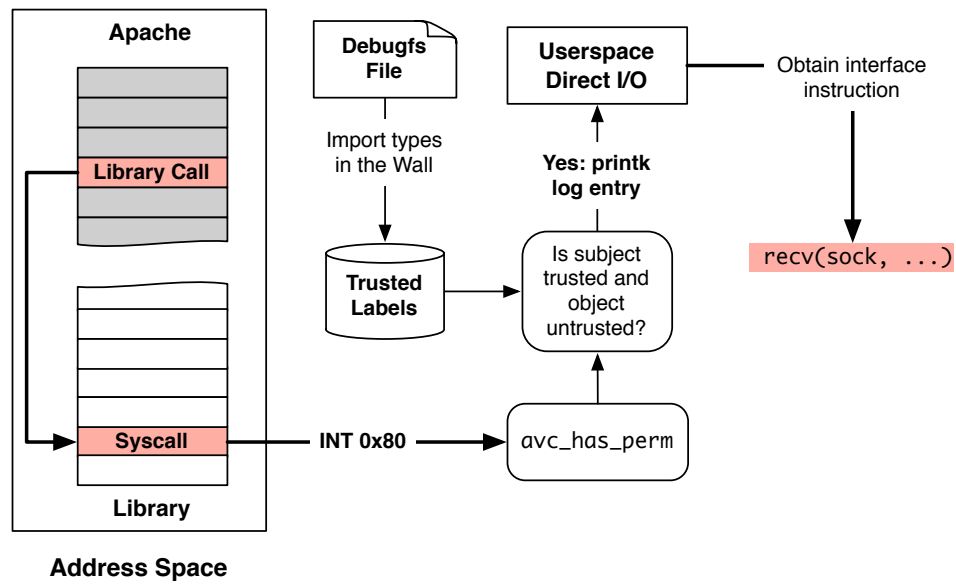 Apache
Library Call
Syscall
Library
Address Space
INT 0x80
Debugfs
File
Import types
in the Wall
Trusted
Labels
Userspace
Direct I/O
Yes: printk
log entry
Is subject
trusted and
object
untrusted?
avc_has_perm
Obtain interface
instruction
recv(sock, ...)